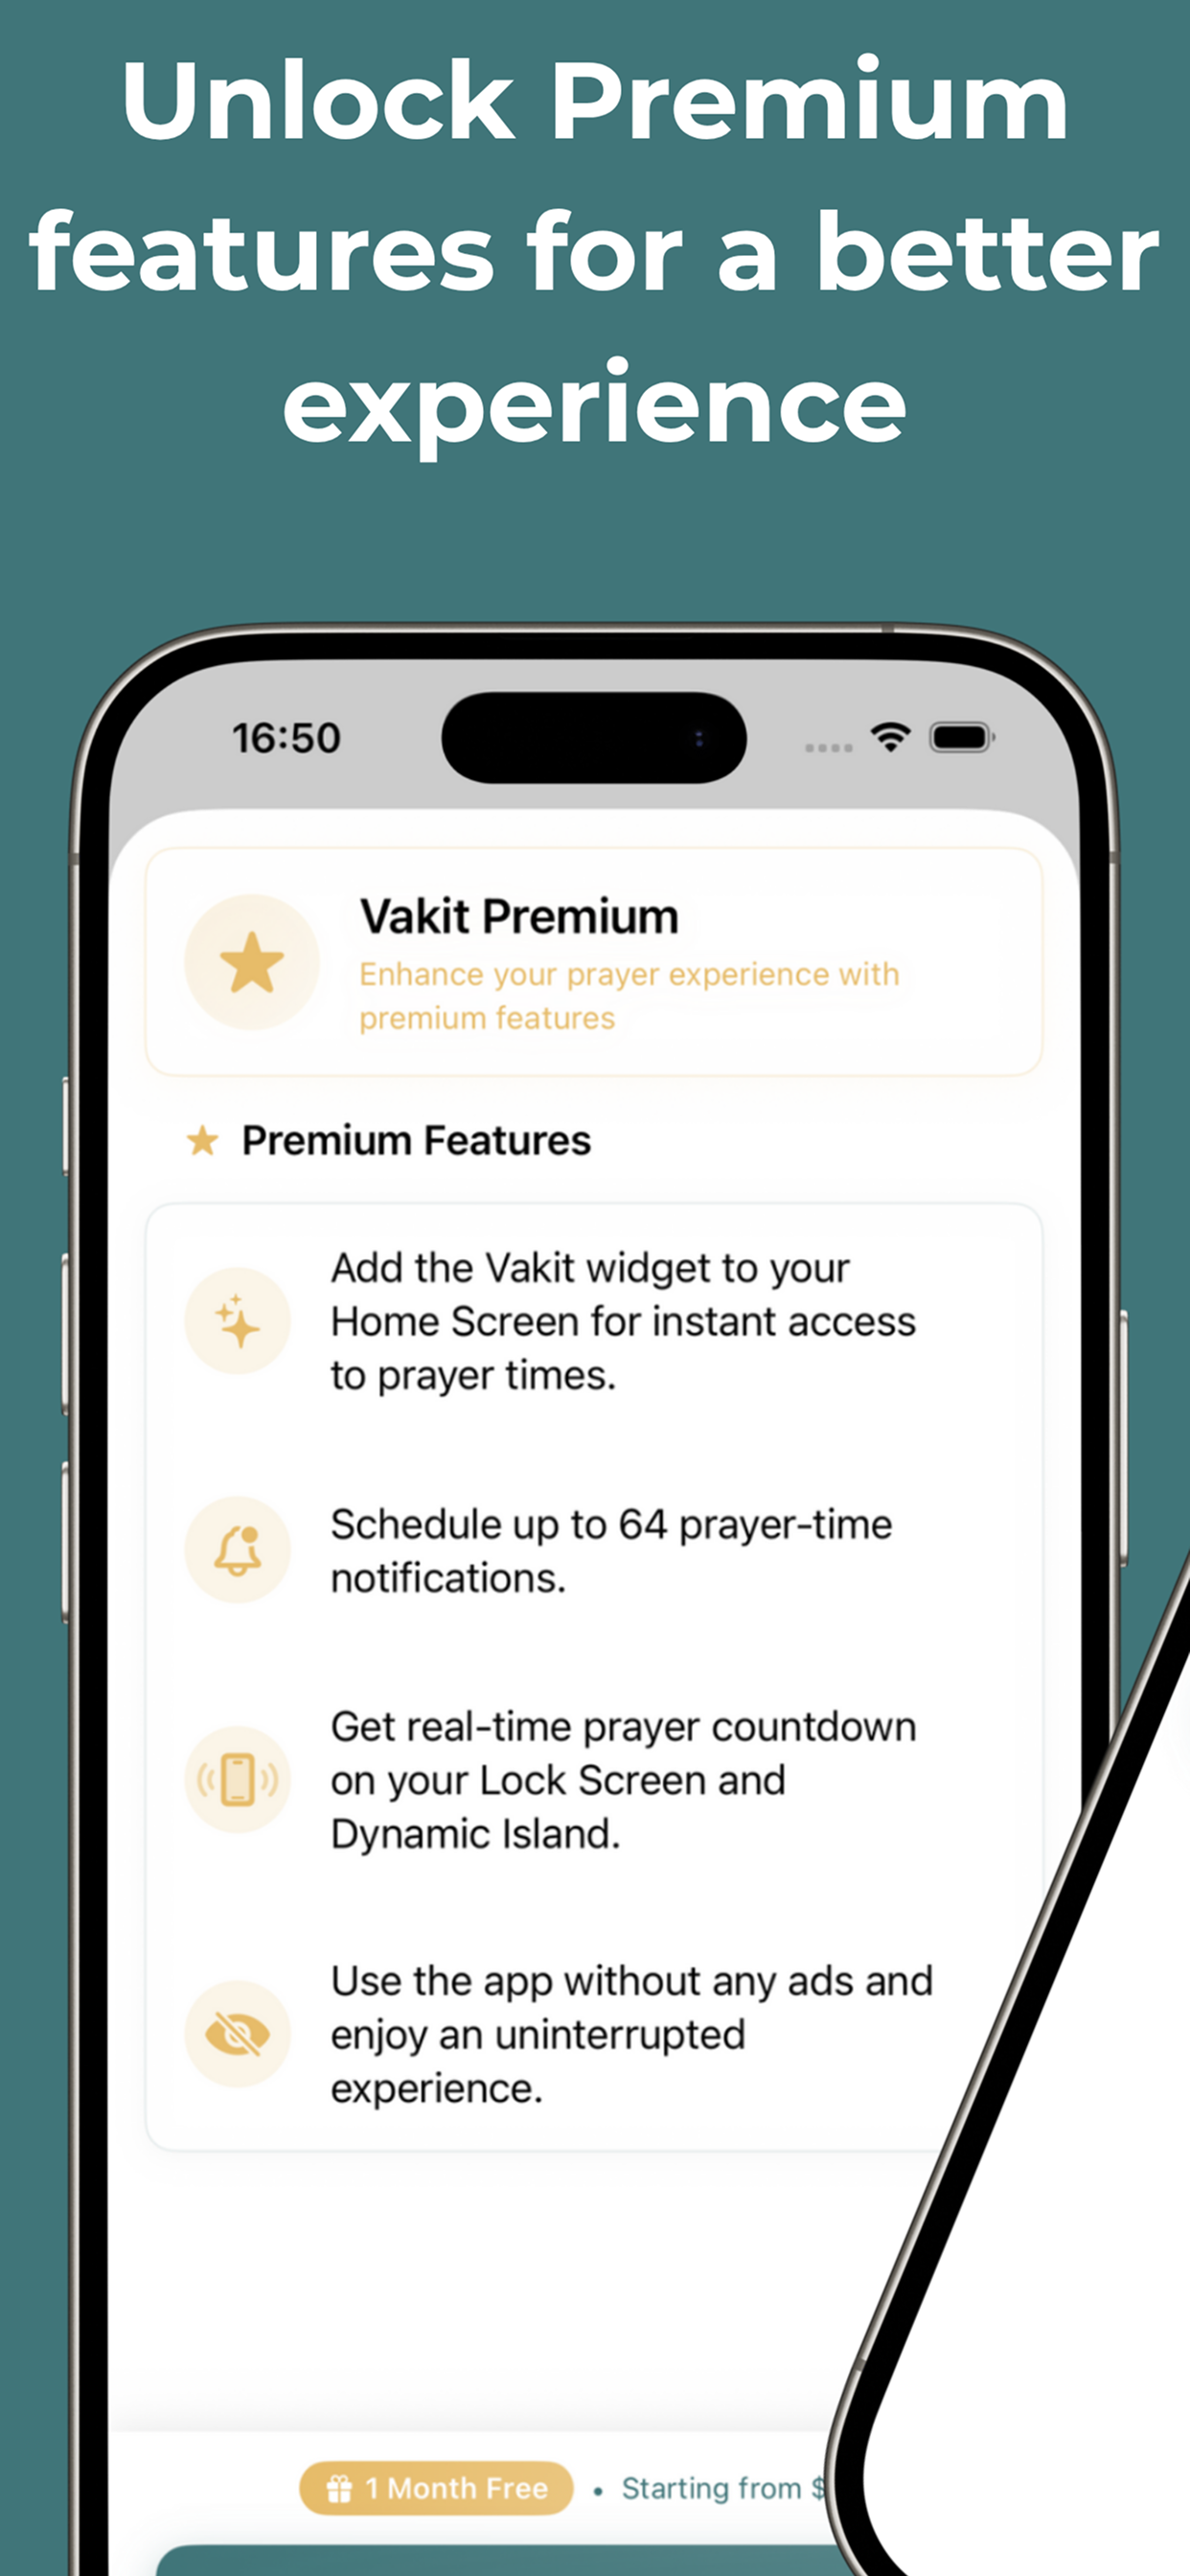 Unlock Premium
features for a better
experience
16:50
Vakit Premium
Enhance your prayer experience with
premium features
Premium Features
Add the Vakit widget to your
Home Screen for instant access
to prayer times.
Schedule up to 64 prayer-time
notifications.
Get real-time prayer countdown
on your Lock Screen and
Dynamic Island.
Use the app without any ads and
enjoy an uninterrupted
experience.
1 Month Free • Starting from $